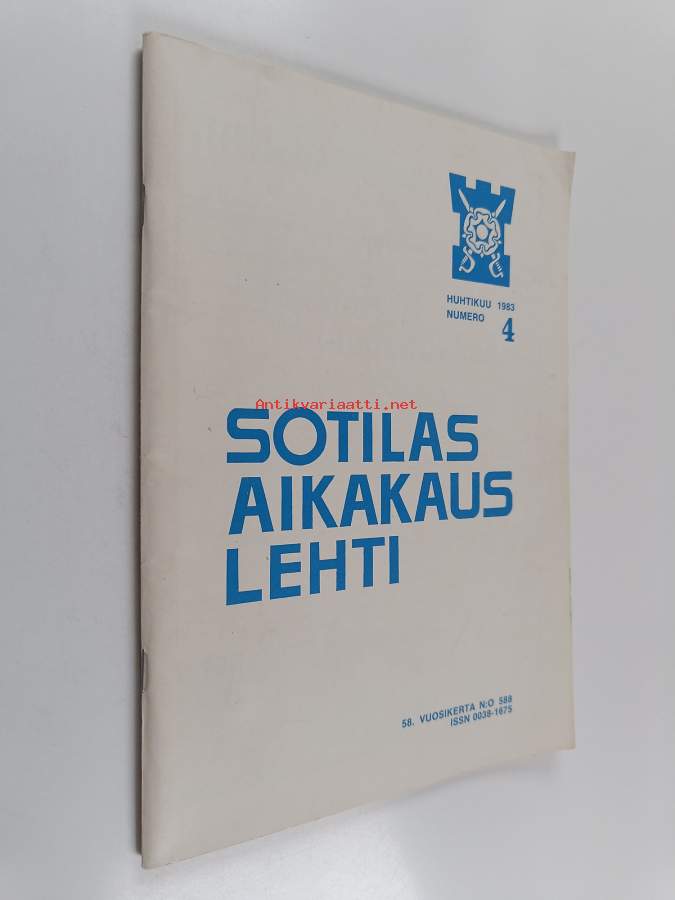 HUHTIKUU 1983
NUMERO 4
Antikvariaatti.net
SOTILAS
AIKAKAUS
LEHTI
58. VUOSIKERTA N:O 588
ISSN 0038-1675